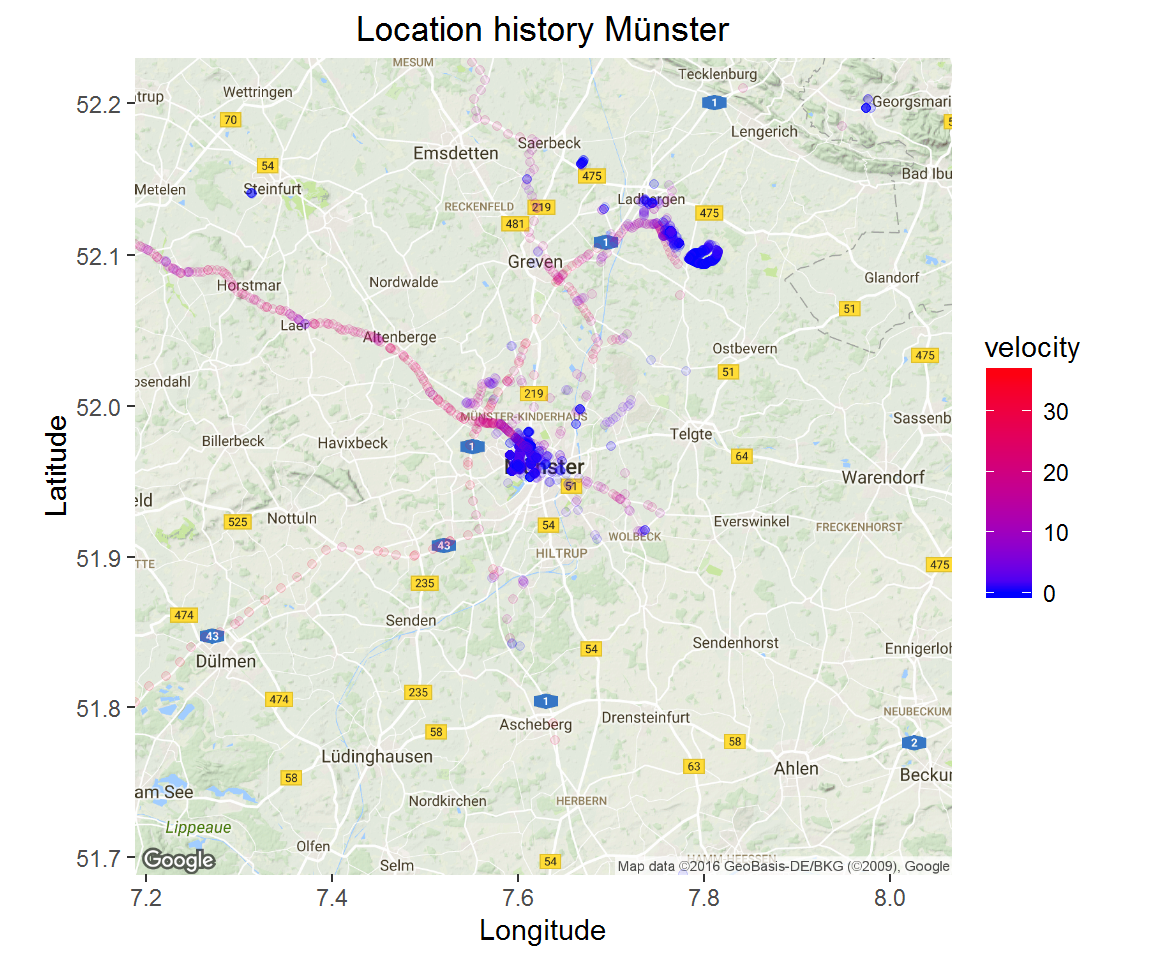 Location history Münster
MESUM
Tecklenburg
Wettringen
52.2
trup
1
Georgsmari
70
5
Lengerich
Saerbeck
Emsdetten
54
475
Bad Ibu
Metelen
Steinfurt
RECKENFELD
219
Ladbergen
475
481
1
52.1
Greven
Horstmar
Nordwalde
Glandorf
51
Laer
Altenberge
Ostbevern
475
51
osendahl
219
52.0
MÜNSTER-KINDERHAUS
Sassenb
Billerbeck
Havixbeck
1
Telgte
64
Münster
Warendorf
51
eld
525
Nottuln
54
Everswinkel
FRECKENHORST
WOLBECK
43
HILTRUP
51.9
TTE
475
235
474
Senden
43
Sendenhorst
Ennigerloh
54
Dülmen
235
474
1
51.8
NEUBECKUM
Ascheberg
Drensteinfurt
58
58
2
Lüdinghausen
63
Ahlen
58
Beckur
am See
Nordkirchen
HERBERN
Lippeaue
Olfen
51.7
Google
Selm
54
HAMM-HEESSEN
Map data ©2016 GeoBasis-DE/BKG (©2009), Google
7.2
7.4
7.6
7.8
8.0
Longitude
Latitude
velocity
30
20
10
0